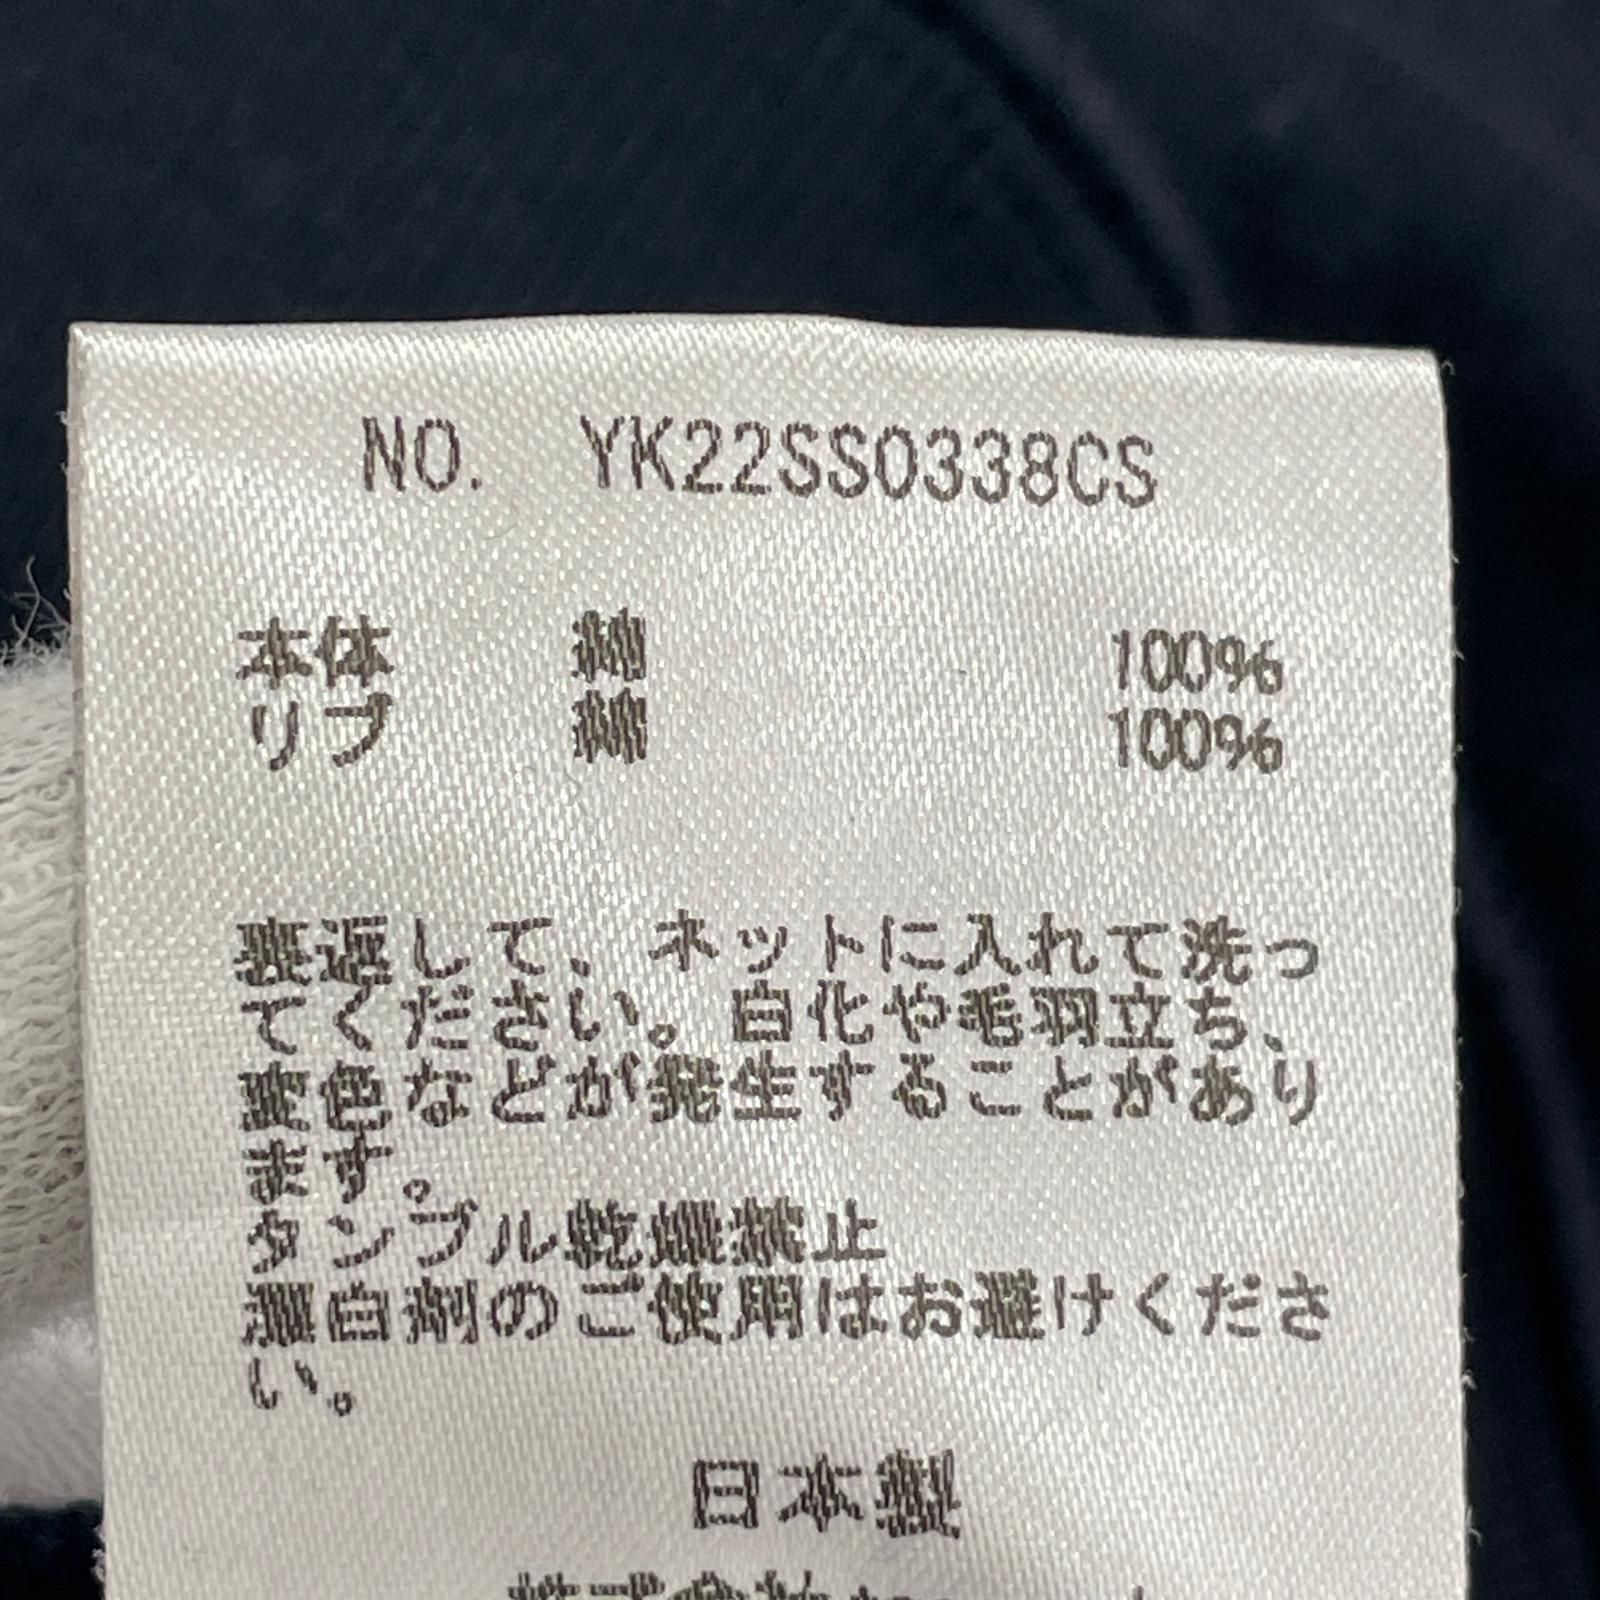 NO. YK22SS0338CS
本体 綿 100%
リブ 綿 100%
裏返して、ネットに入れて洗っ
てください。白化や毛羽立ち、
変色などが発生することがあり
ます。
タンブル乾燥禁止
漂白剤のご使用はお避けくださ
い。
日本製